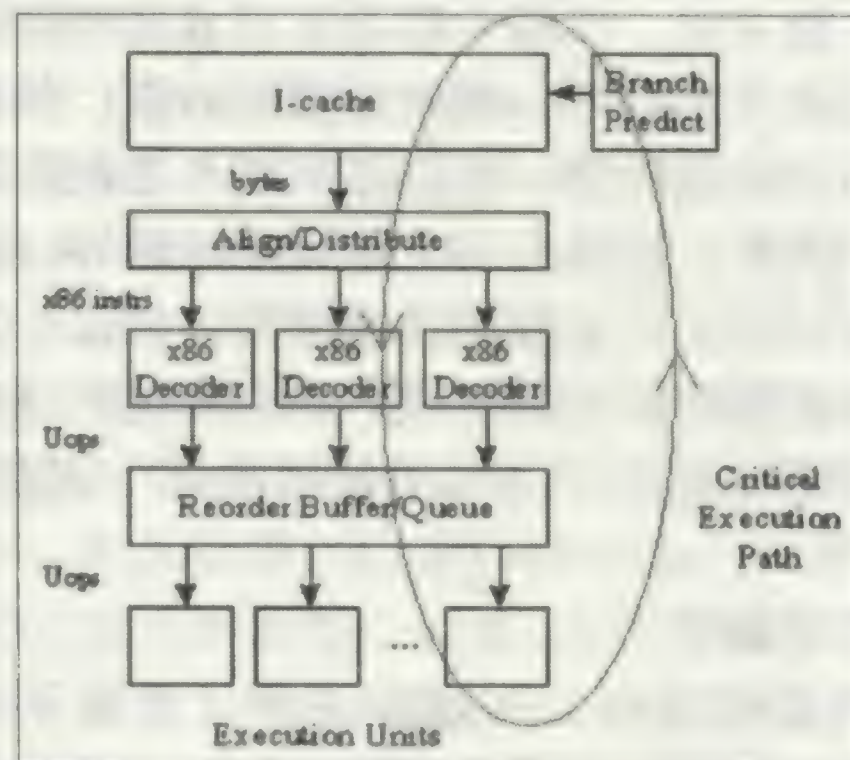 I-cache
Branch
Predict
bytes
Align/Distribute
x86 instrs
x86
Decoder
x86
Decoder
x86
Decoder
Uops
Reorder Buffer/Queue
Critical
Execution
Path
Uops
...
Execution Units